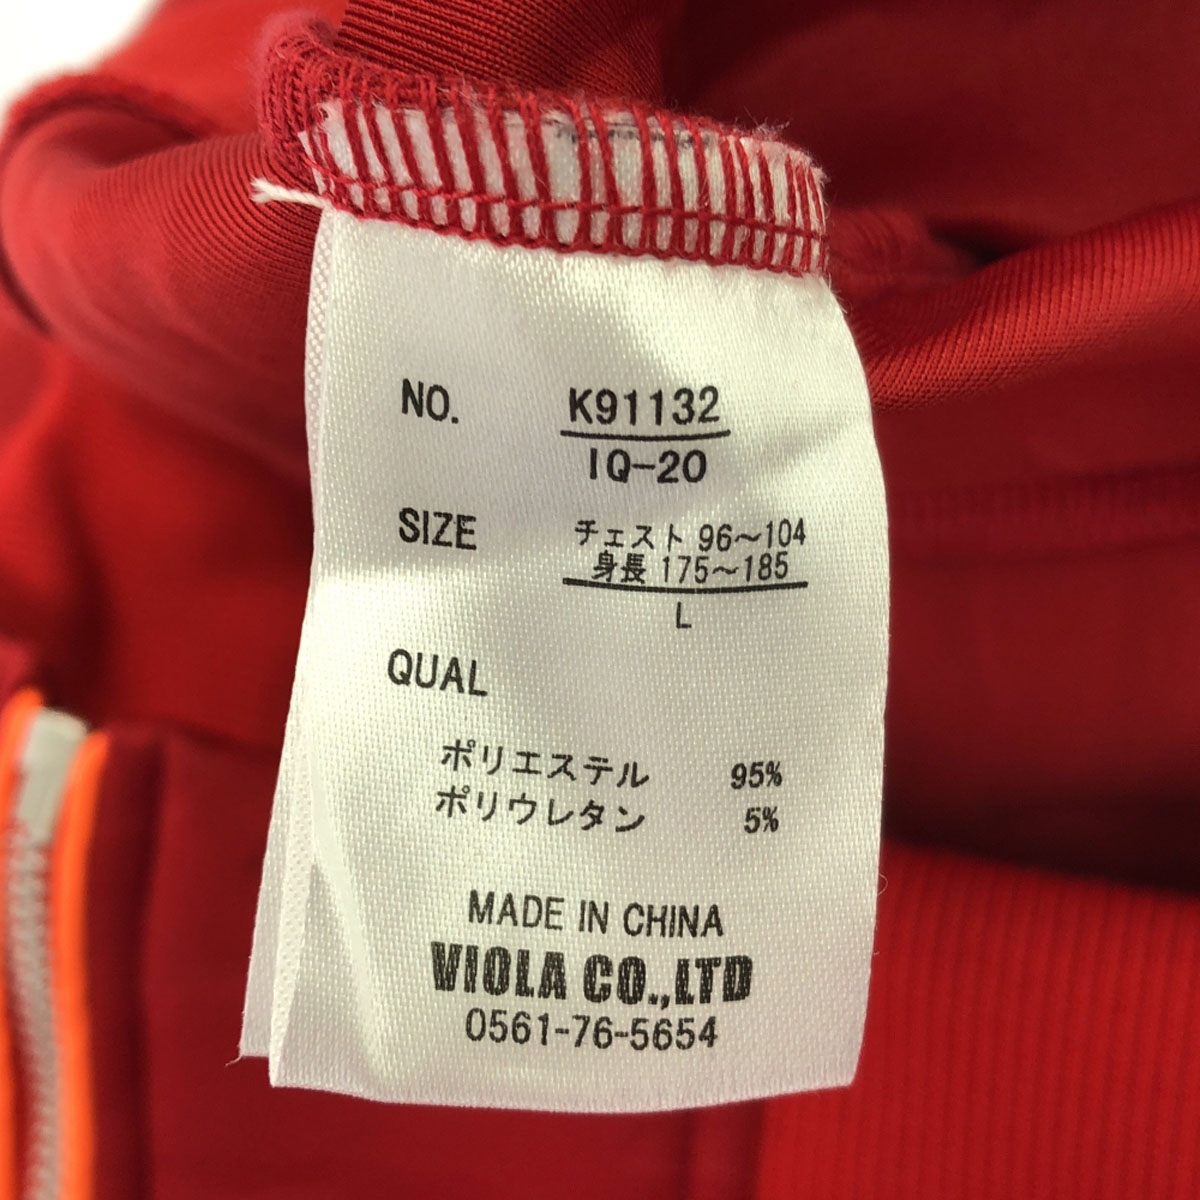 NO. K91132
IQ-20
SIZE チェスト 96〜104
身長 175〜185
L
QUAL
ポリエステル 95%
ポリウレタン 5%
MADE IN CHINA
VIOLA CO.,LTD
0561-76-5654